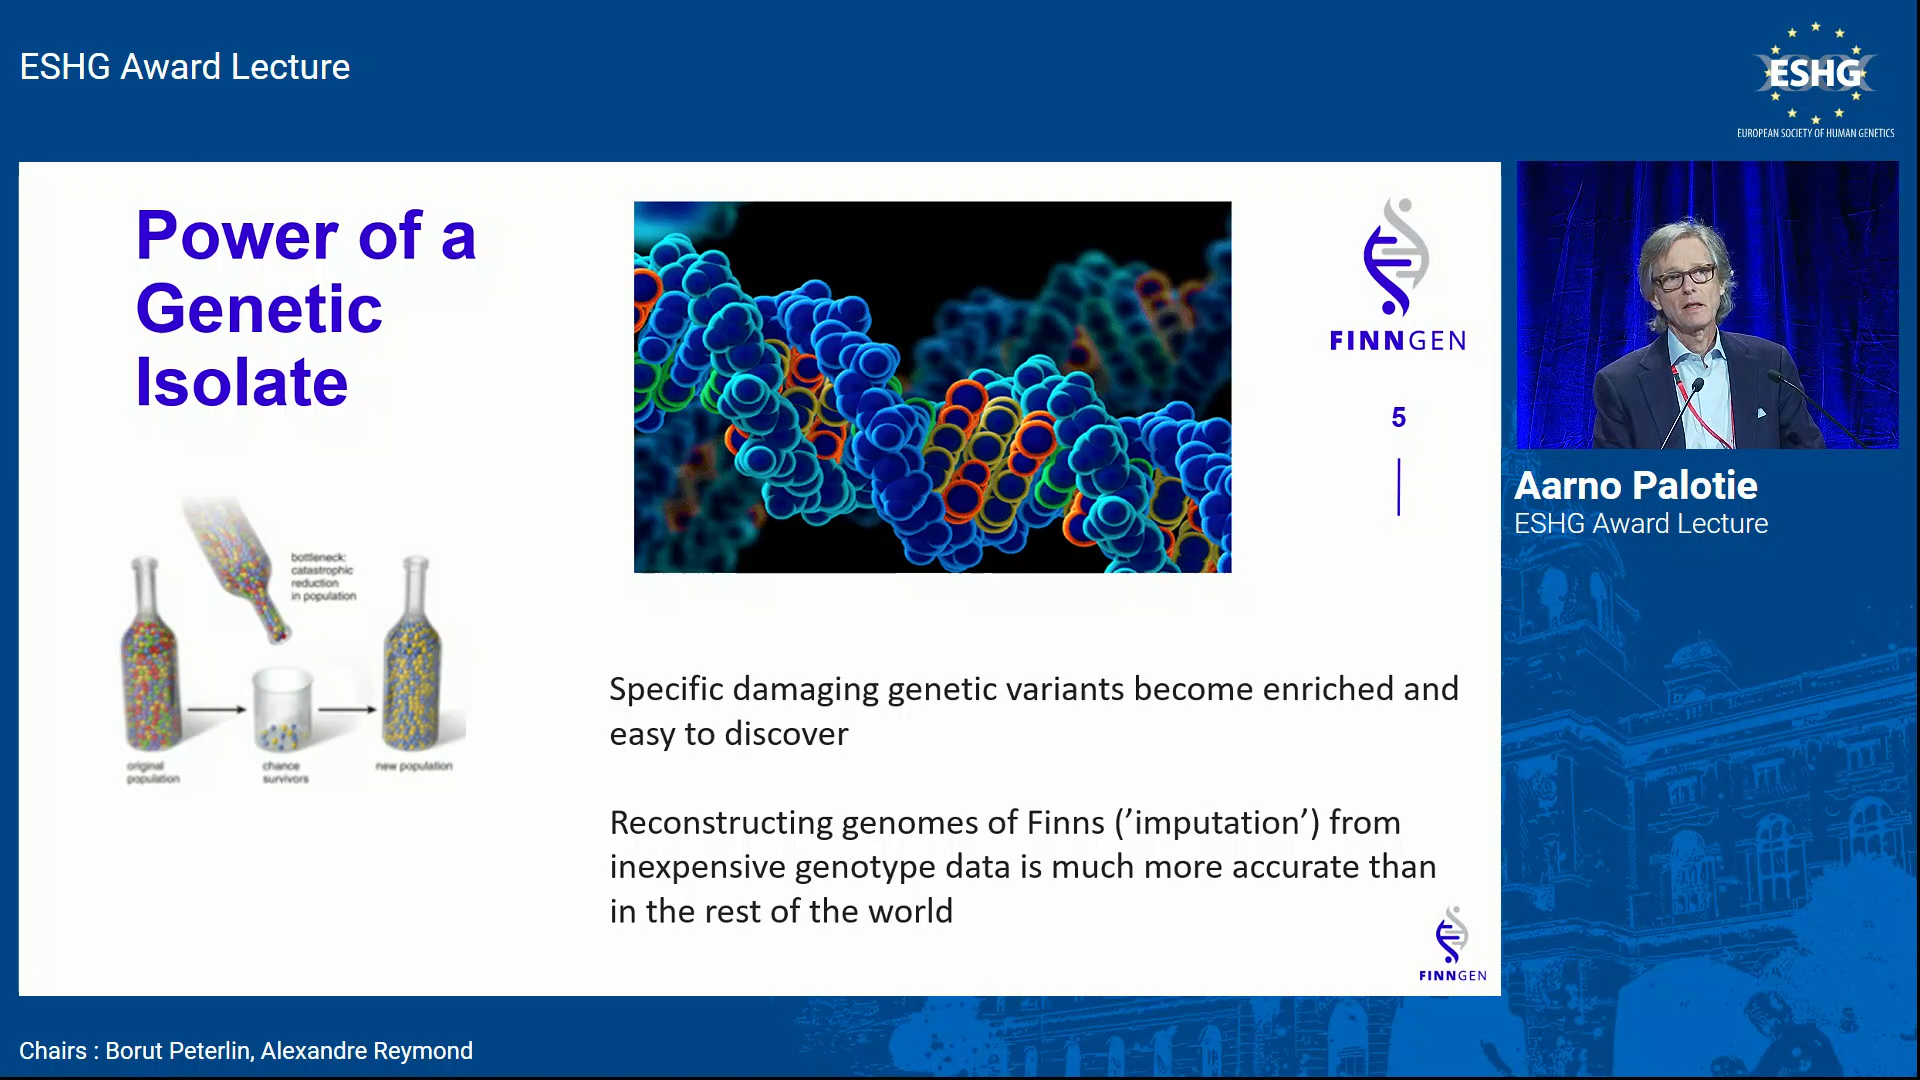 ESHG Award Lecture
ESHG
EUROPEAN SOCIETY OF HUMAN GENETICS
Power of a
Genetic
Isolate
FINNGEN
5
bottleneck:
catastrophic
reduction
in population
original
population
chance
survivors
new population
Specific damaging genetic variants become enriched and
easy to discover
Reconstructing genomes of Finns (’imputation’) from
inexpensive genotype data is much more accurate than
in the rest of the world
FINNGEN
Aarno Palotie
ESHG Award Lecture
Chairs : Borut Peterlin, Alexandre Reymond